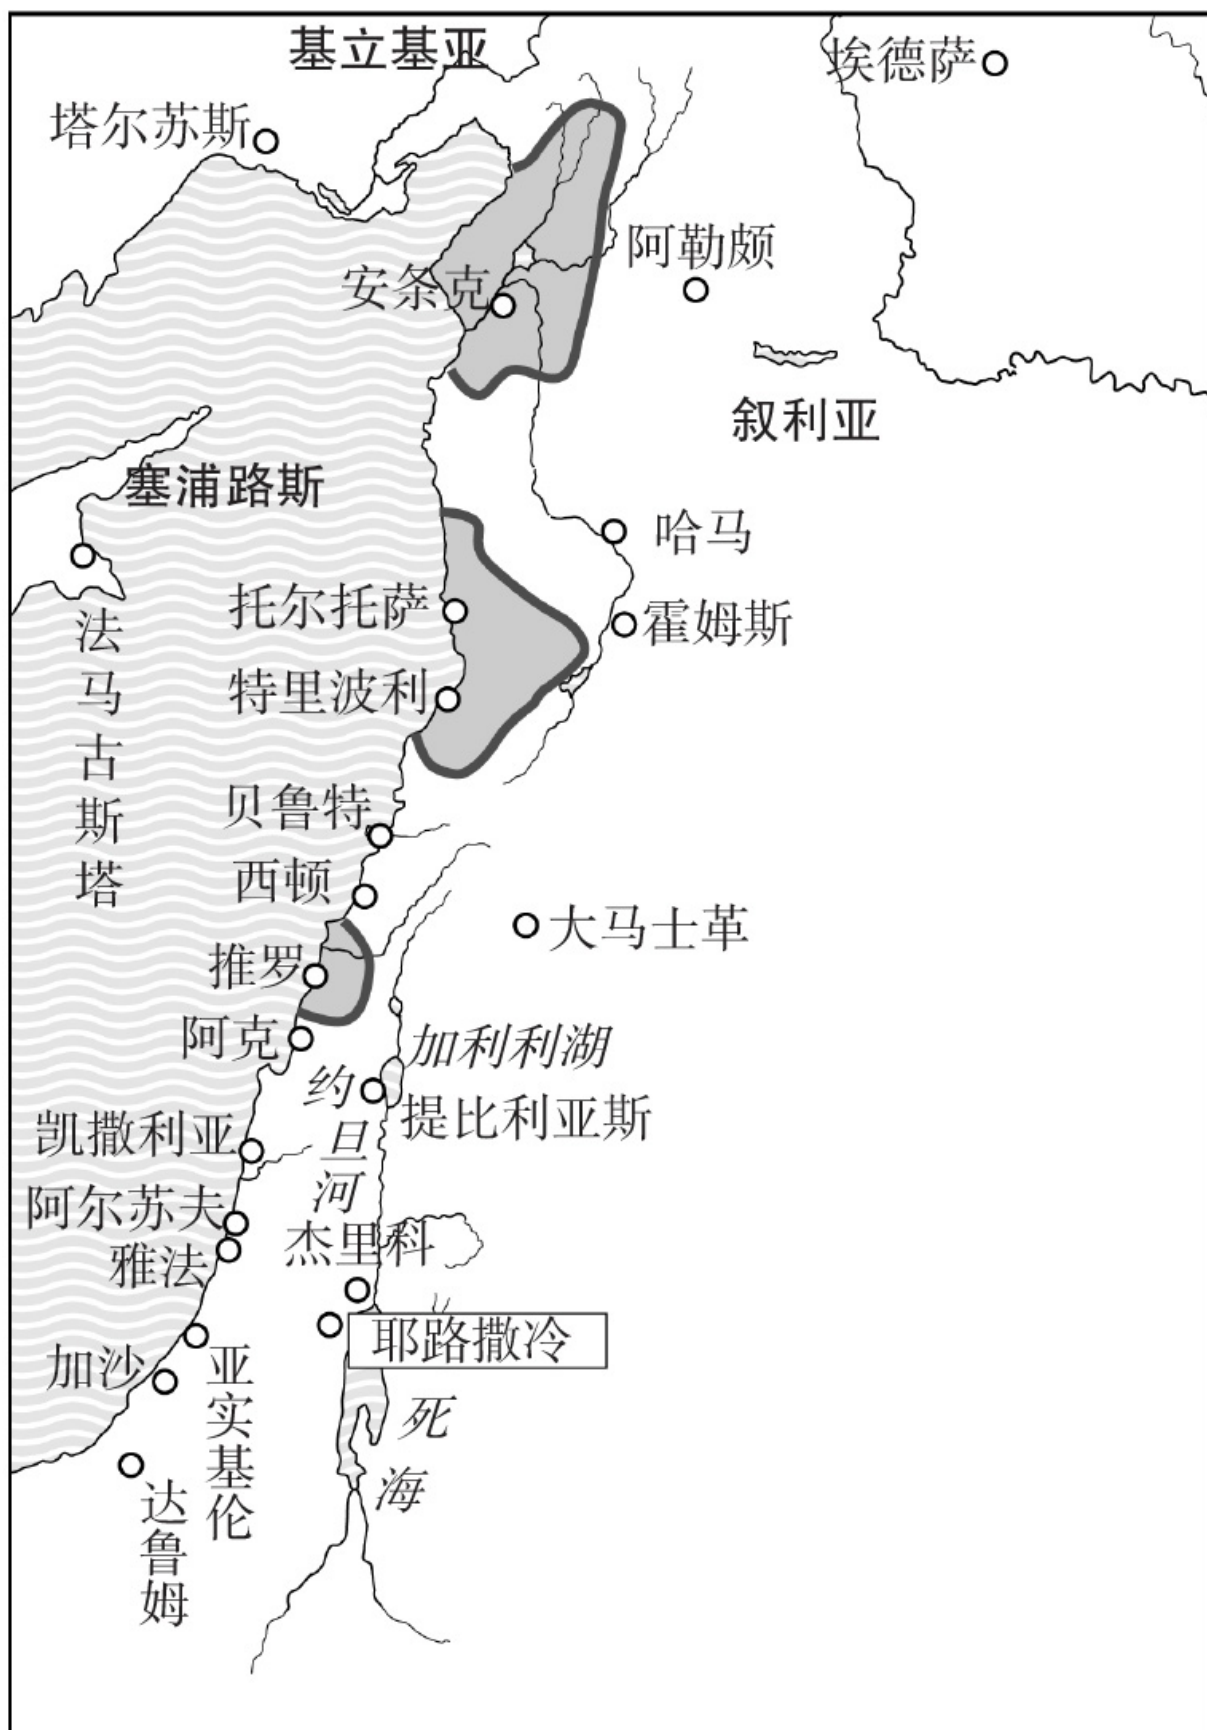 基立基亚
埃德萨
塔尔苏斯
阿勒颇
安条克
叙利亚
塞浦路斯
哈马
托尔托萨
霍姆斯
法马古斯塔
特里波利
贝鲁特
西顿
大马士革
推罗
阿克
加利利湖
约旦河
提比利亚斯
凯撒利亚
阿尔苏夫
杰里科
雅法
耶路撒冷
加沙
亚实基伦
死海
达鲁姆